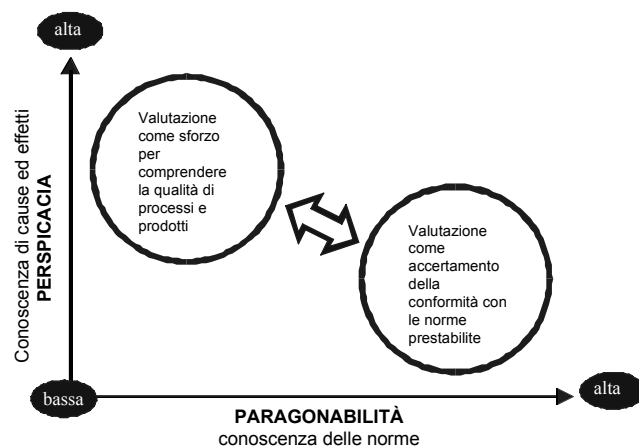 alta
Conoscenza di cause ed effetti
PERSPICACIA
Valutazione
come sforzo
per
comprendere
la qualità di
processi e
prodotti
Valutazione
come
accertamento
della
conformità con
le norme
prestabilite
bassa
alta
PARAGONABILITÀ
conoscenza delle norme